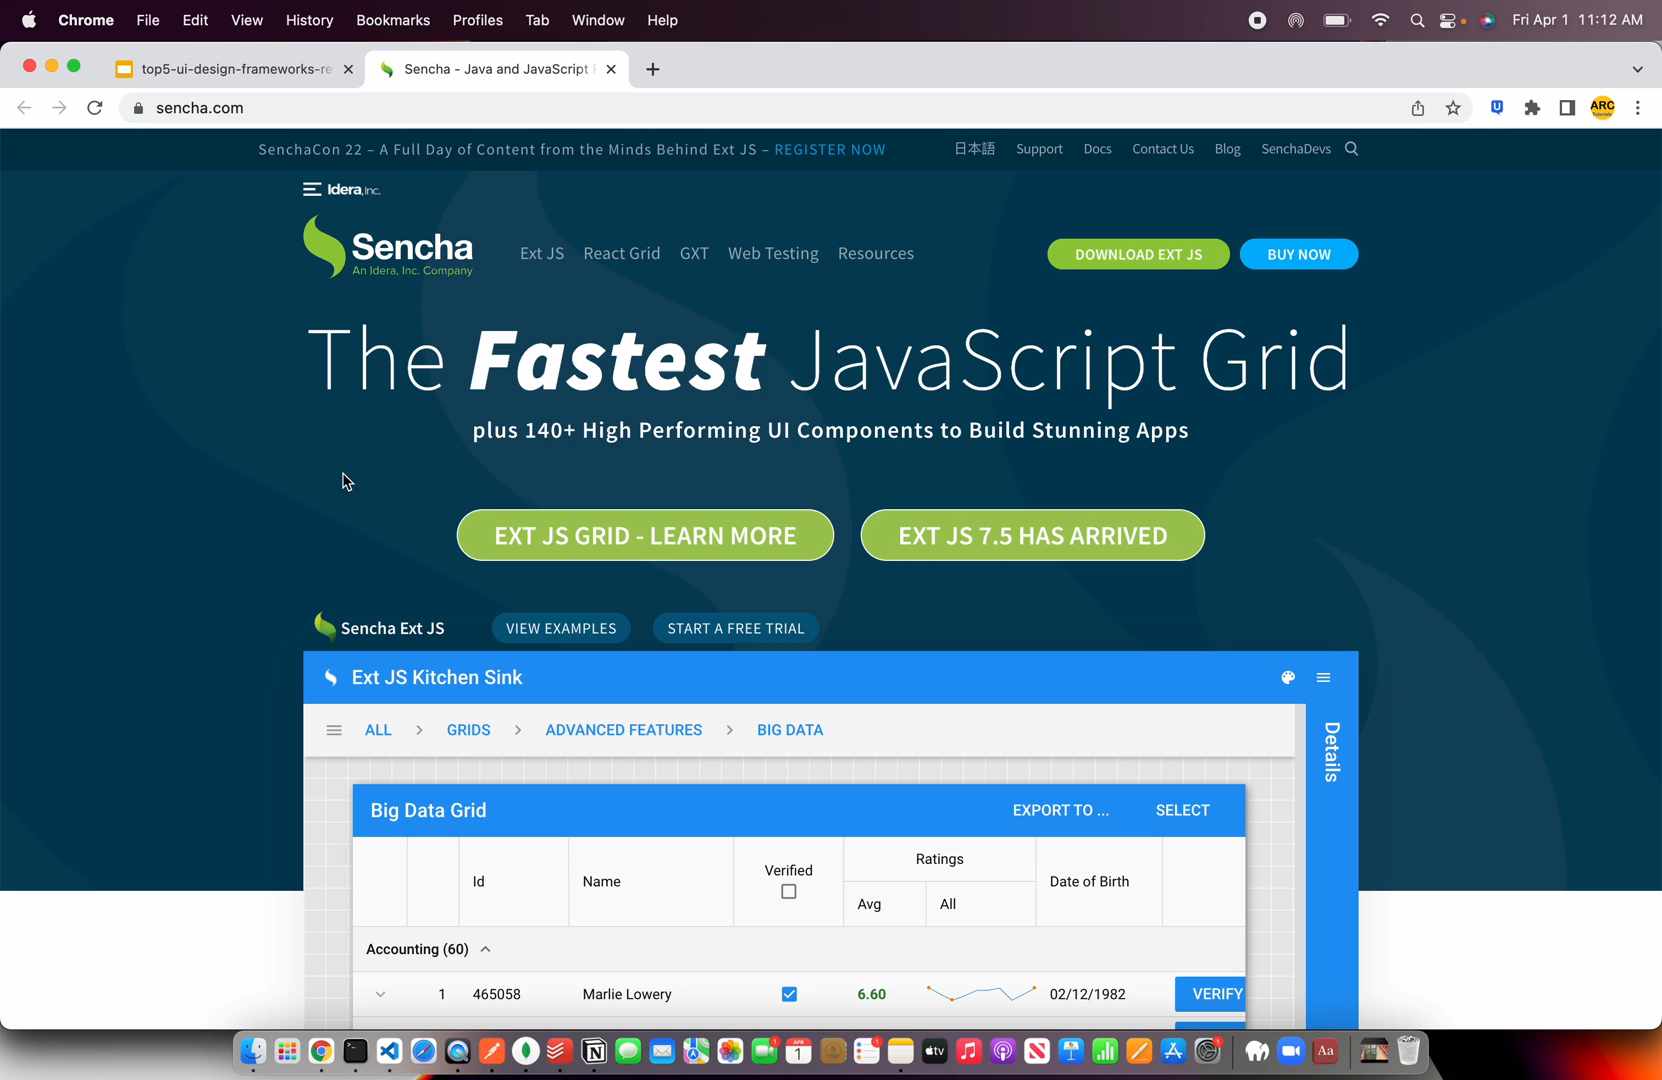 Chrome File Edit View History Bookmarks Profiles Tab Window Help Fri Apr 1 11:12 AM
top5-ui-design-frameworks-re Sencha - Java and JavaScript F
sencha.com ARC
SenchaCon 22 – A Full Day of Content from the Minds Behind Ext JS – REGISTER NOW 日本語 Support Docs Contact Us Blog SenchaDevs
Idera, Inc.
Sencha
An Idera, Inc. Company
Ext JS React Grid GXT Web Testing Resources DOWNLOAD EXT JS BUY NOW
The Fastest JavaScript Grid
plus 140+ High Performing UI Components to Build Stunning Apps
EXT JS GRID - LEARN MORE EXT JS 7.5 HAS ARRIVED
Sencha Ext JS VIEW EXAMPLES START A FREE TRIAL
Ext JS Kitchen Sink
ALL > GRIDS > ADVANCED FEATURES > BIG DATA
Details
Big Data Grid EXPORT TO ... SELECT
Id Name Verified Ratings Date of Birth
Avg All
Accounting (60)
1 465058 Marlie Lowery 6.60 02/12/1982 VERIFY
APR 1 1 1 tv Aa 1